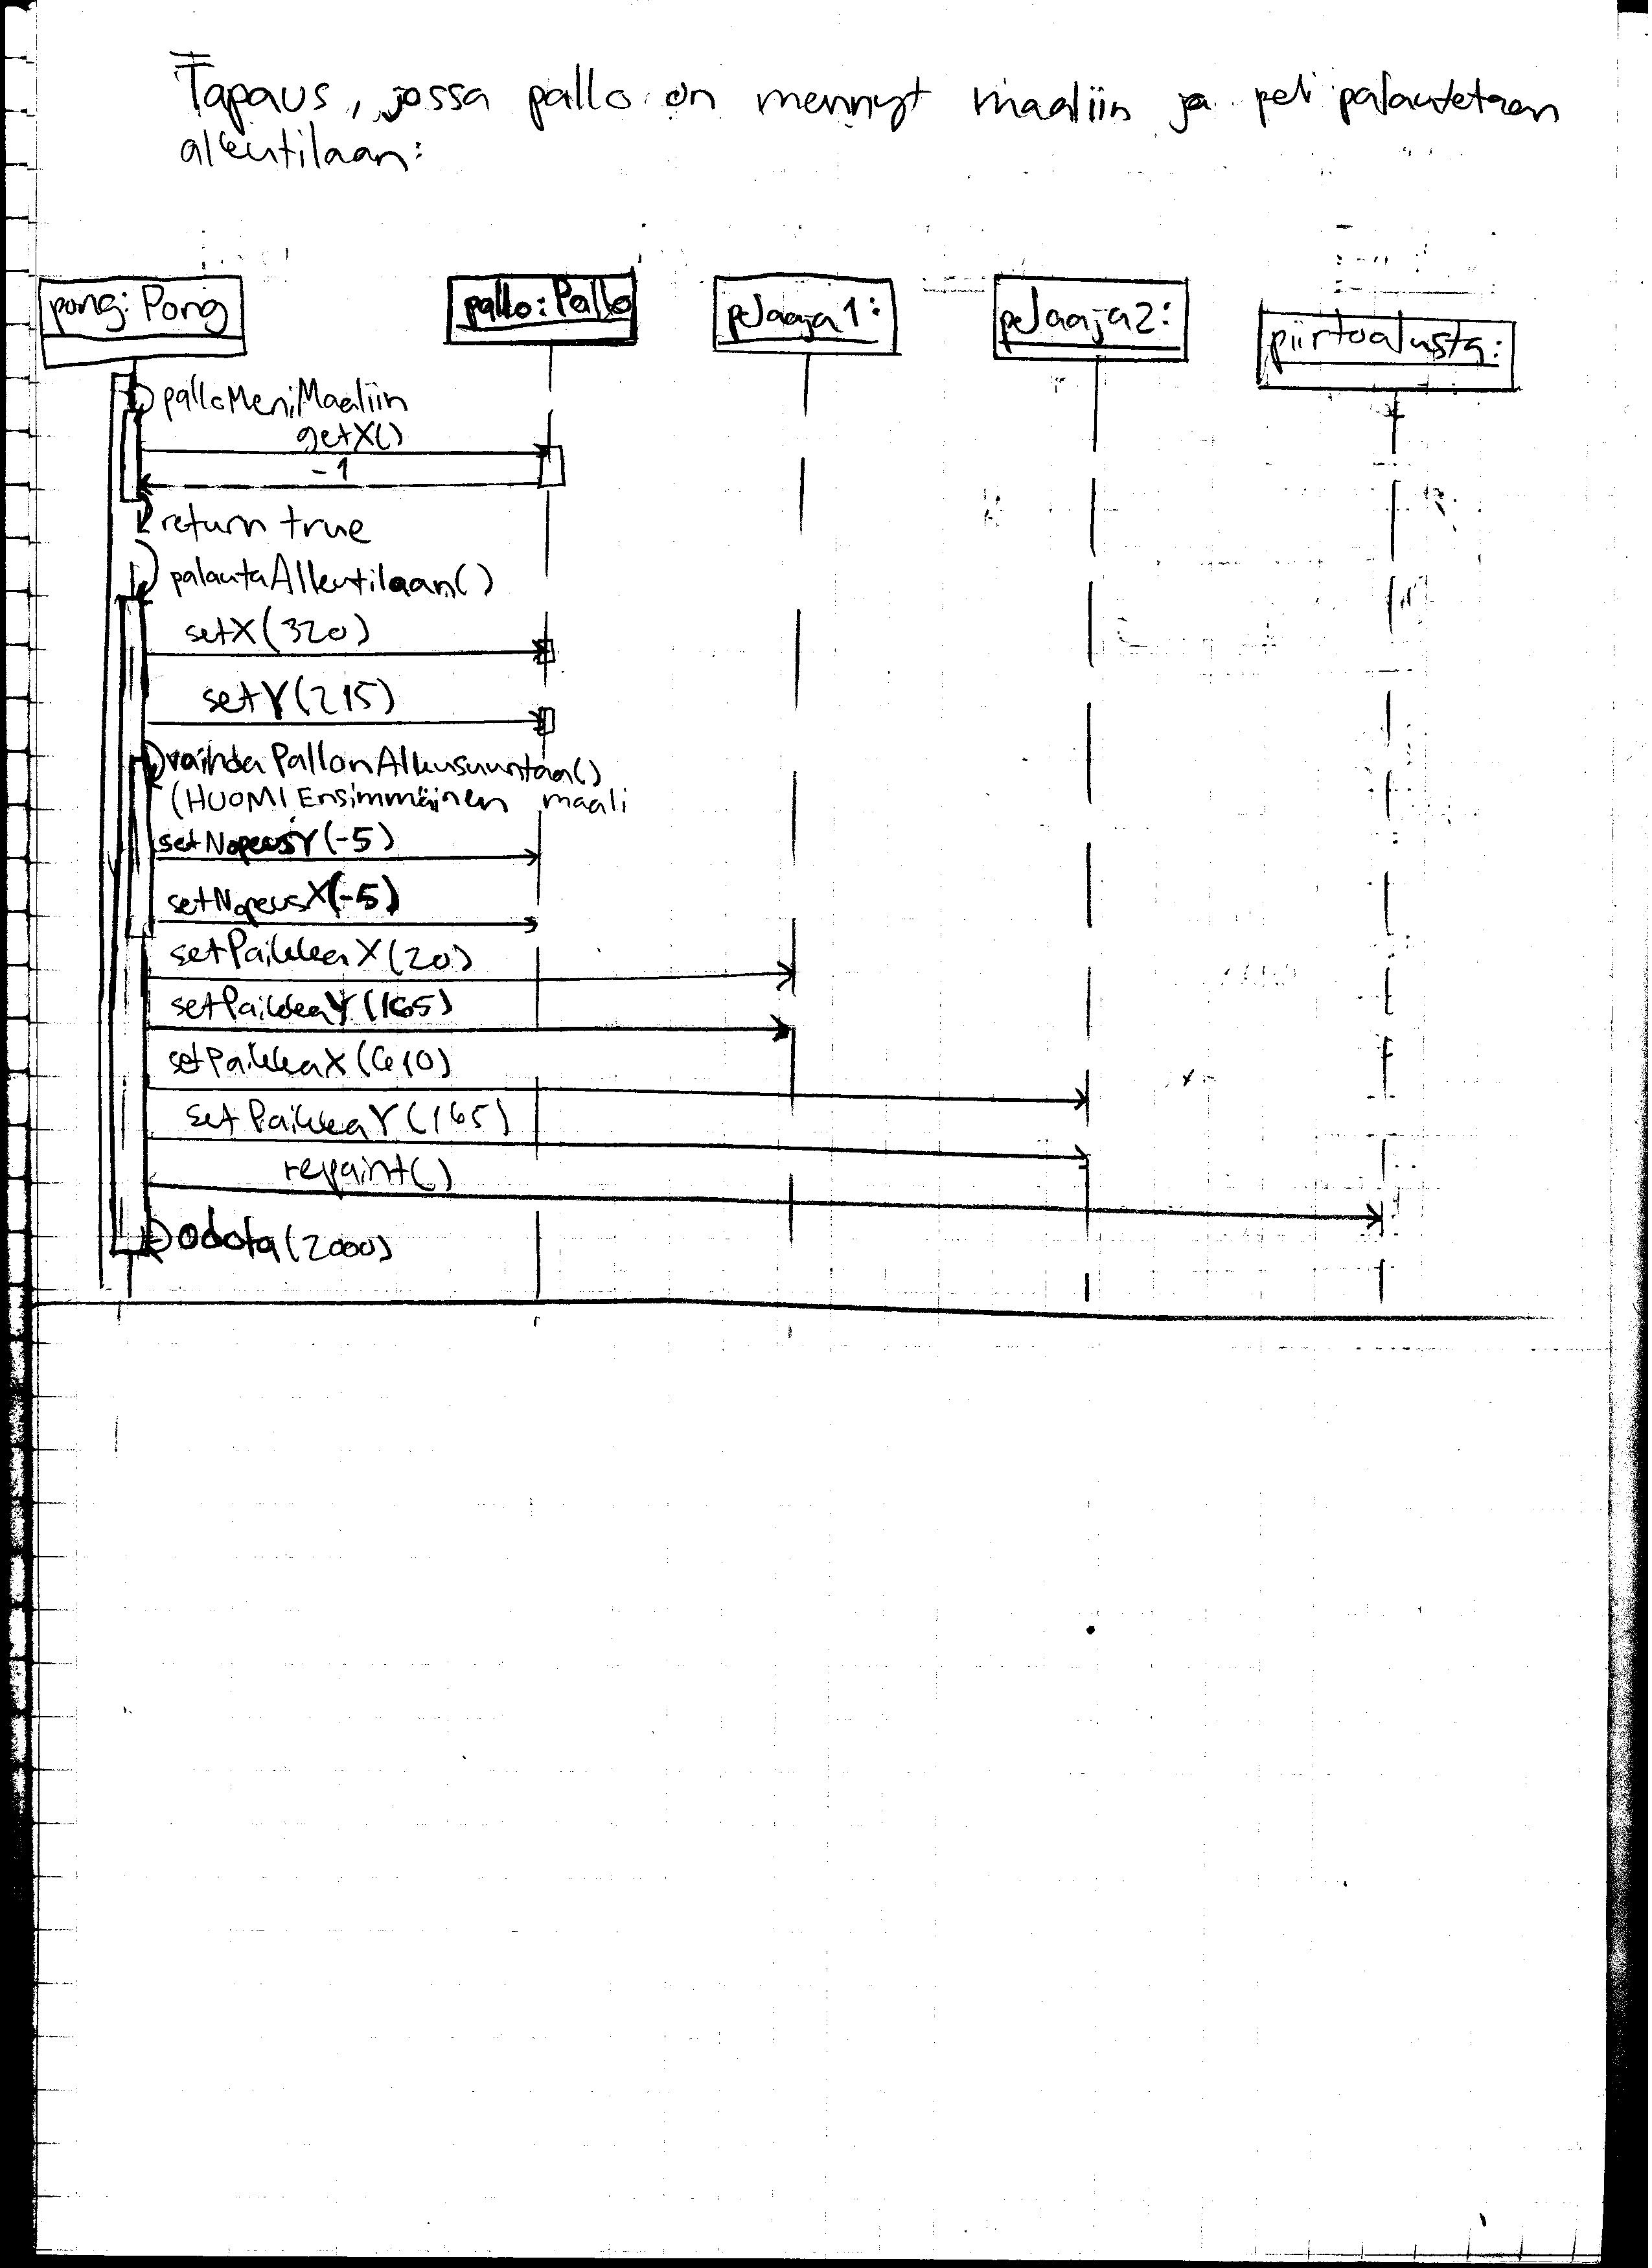 Tapaus, jossa pallo on mennyt maaliin ja peli palautetaan
alkutilaan:
pong: Pong
pallo: Pallo
pelaaja1:
pelaaja2:
piirtoalusta:
palloMeniMaaliin
getX()
-1
return true
palautaAlkutilaan()
setX(320)
setY(215)
vaihdaPallonAlkusuuntaa()
(HUOM! Ensimmäinen maali
setNopeusY(-5)
setNopeusX(-5)
setPaikkaX(20)
setPaikkaY(165)
setPaikkaX(610)
setPaikkaY(165)
repaint()
odota(2000)